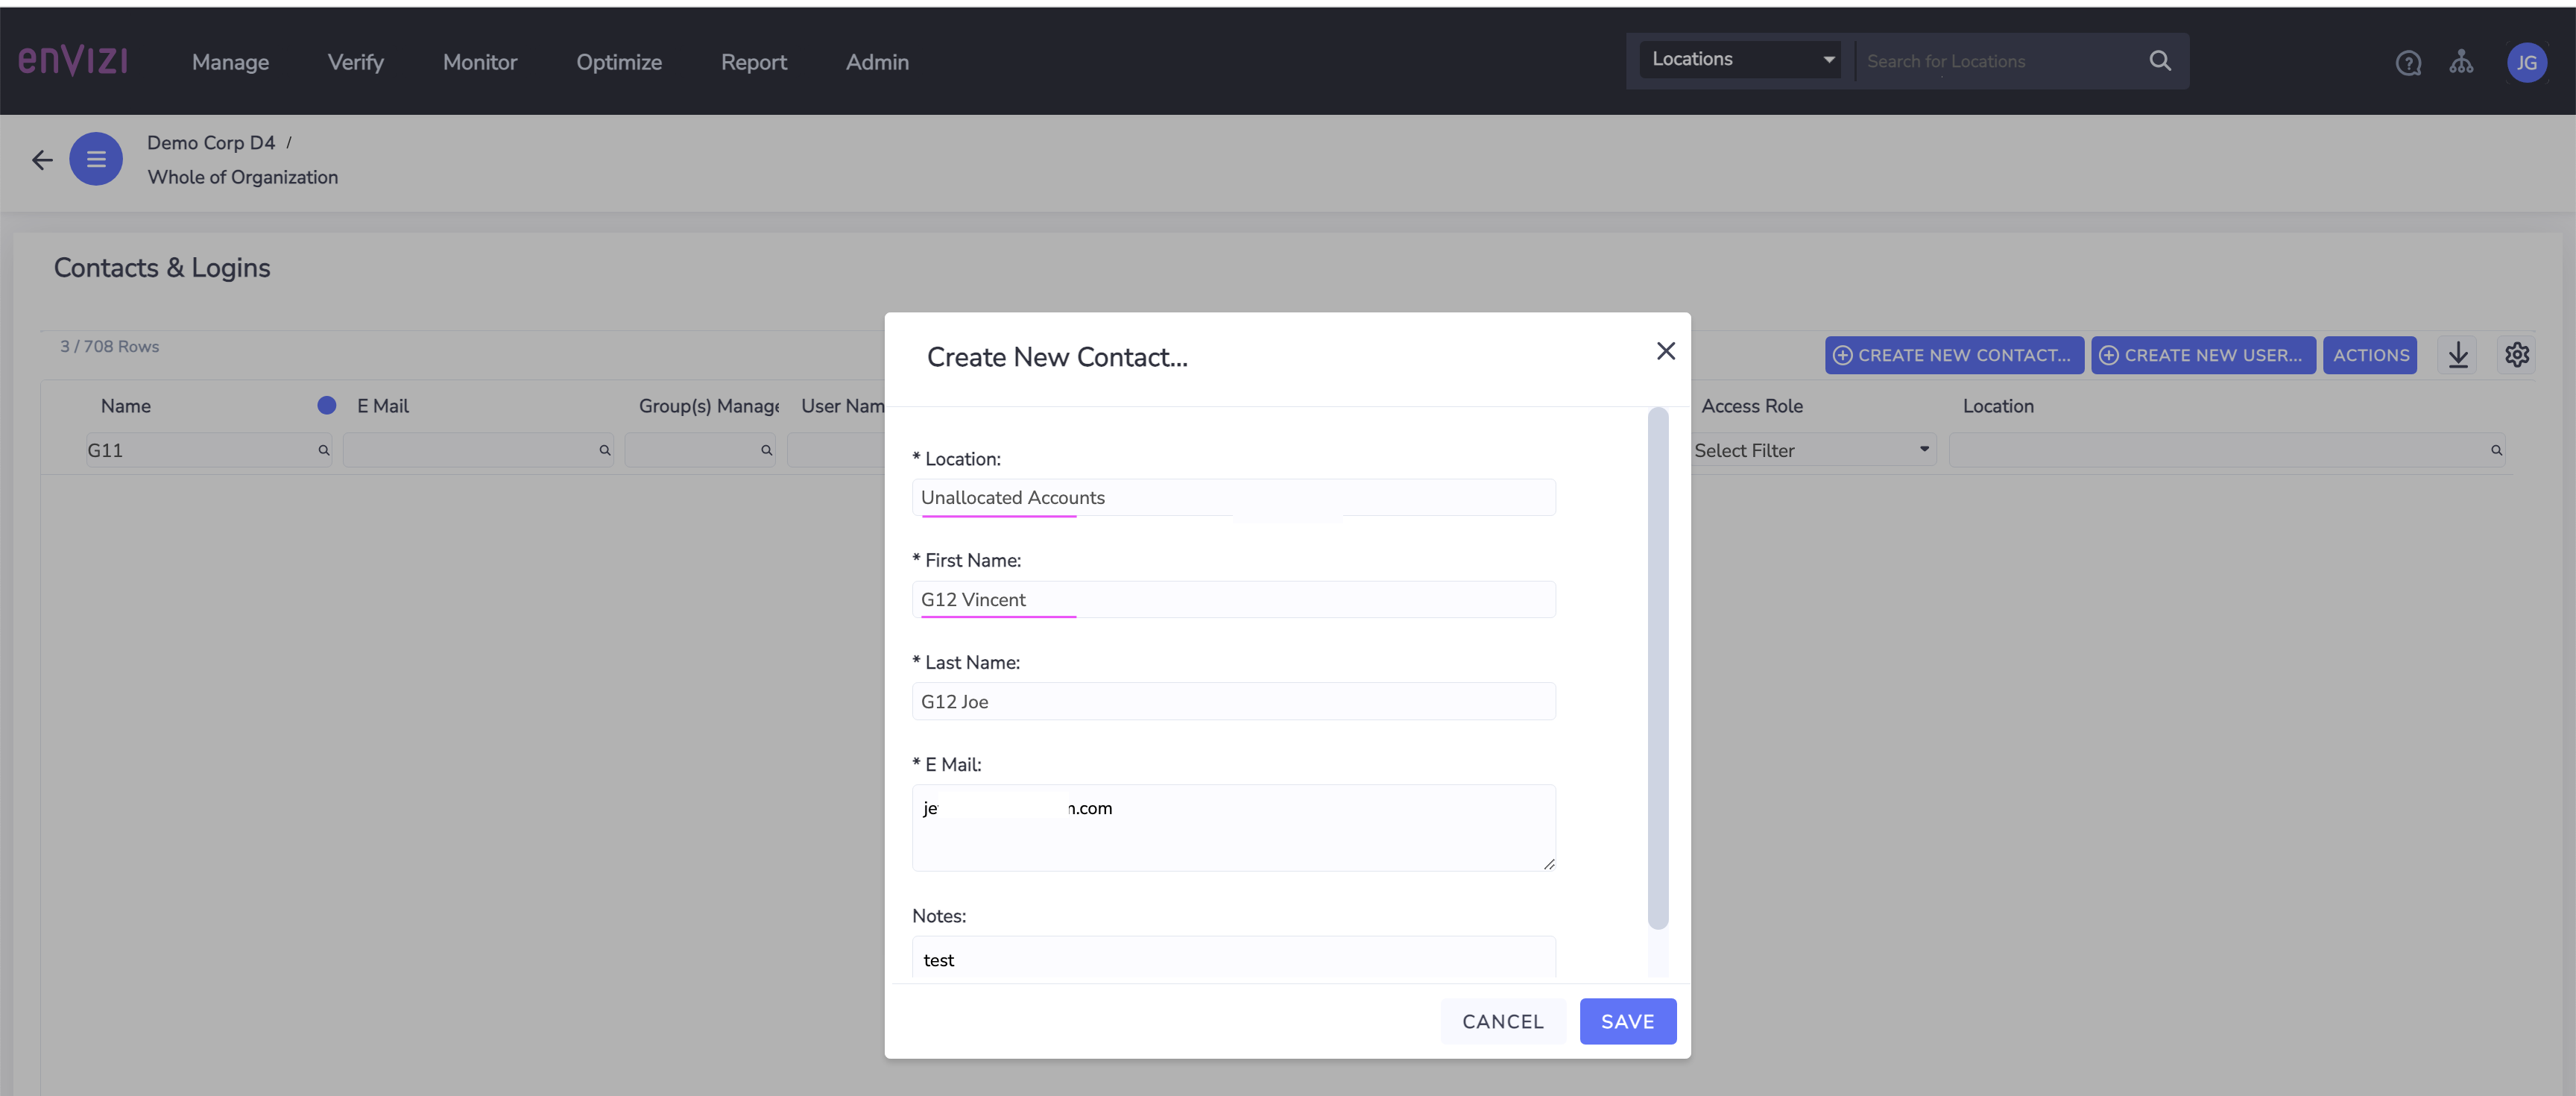 envizi
Manage Verify Monitor Optimize Report Admin
Locations
Search for Locations
JG
Demo Corp D4 /
Whole of Organization
Contacts & Logins
3 / 708 Rows
CREATE NEW CONTACT... CREATE NEW USER... ACTIONS
Name E Mail Group(s) Manage User Nam Access Role Location
G11 Select Filter
Create New Contact...
* Location:
Unallocated Accounts
* First Name:
G12 Vincent
* Last Name:
G12 Joe
* E Mail:
je n.com
Notes:
test
CANCEL SAVE